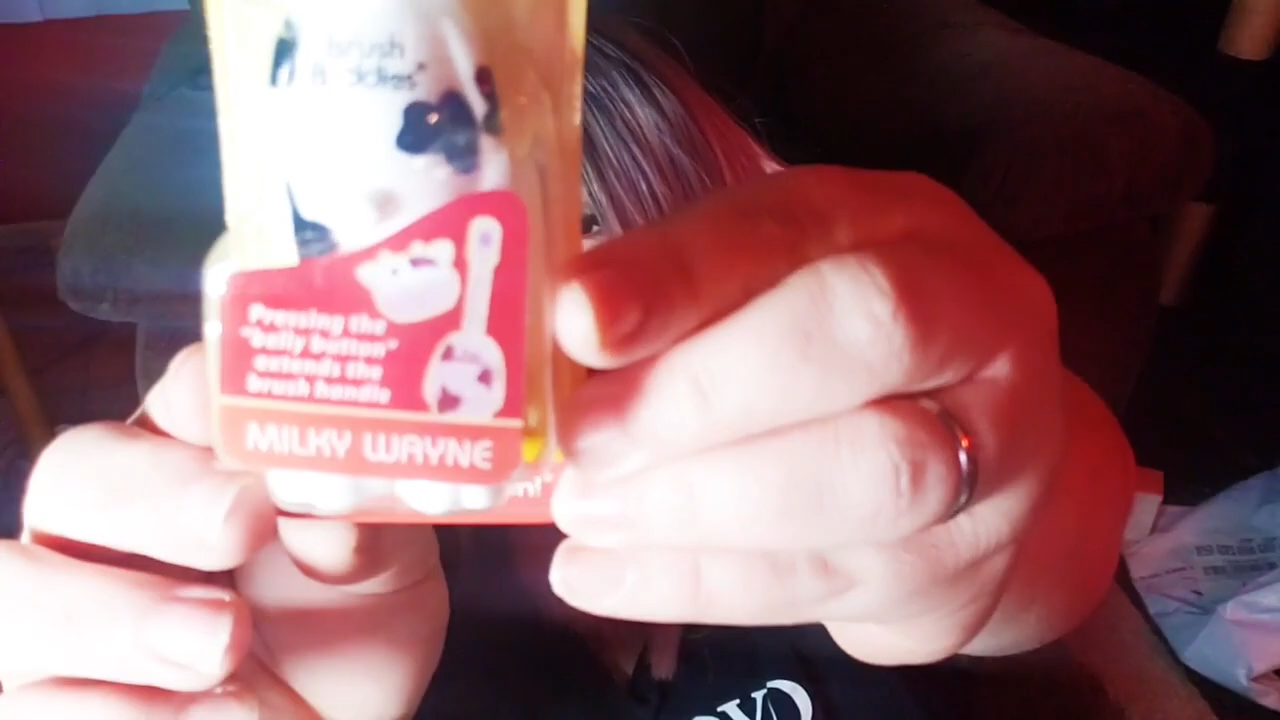 brush
buddies
Pressing the
"belly button"
extends the
brush handle
MILKY WAYNE